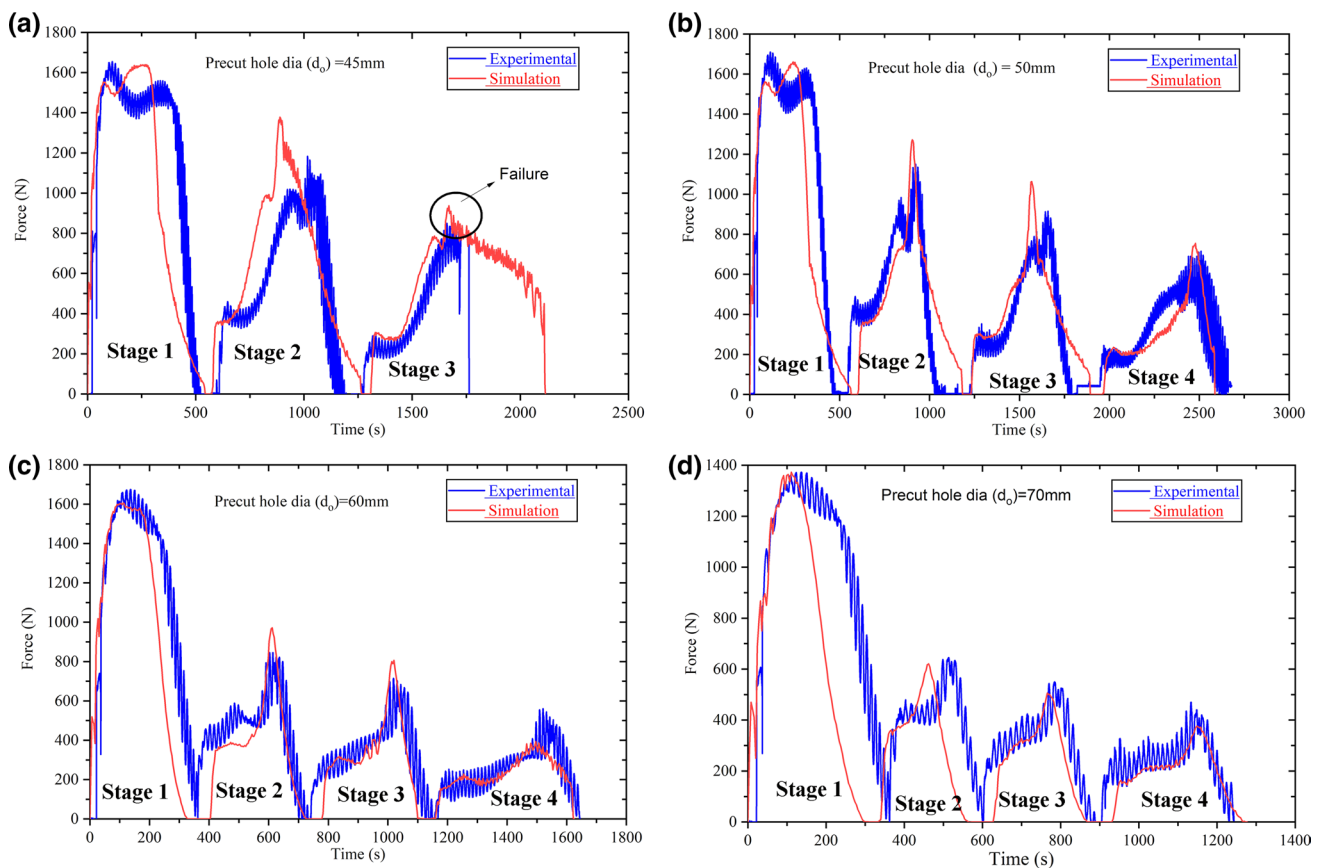 (a)
Precut hole dia (dₒ) =45mm
Experimental
Simulation
Failure
Stage 1
Stage 2
Stage 3
Force (N)
0
200
400
600
800
1000
1200
1400
1600
1800
0 500 1000 1500 2000 2500
Time (s)
(b)
Precut hole dia (dₒ) = 50mm
Experimental
Simulation
Stage 1
Stage 2
Stage 3
Stage 4
Force (N)
1800
1600
1400
1200
1000
800
600
400
200
0
0 500 1000 1500 2000 2500 3000
Time (s)
(c)
Precut hole dia (dₒ)=60mm
Experimental
Simulation
Stage 1
Stage 2
Stage 3
Stage 4
Force (N)
1800
1600
1400
1200
1000
800
600
400
200
0
0 200 400 600 800 1000 1200 1400 1600 1800
Time (s)
(d)
Precut hole dia (dₒ)=70mm
Experimental
Simulation
Stage 1
Stage 2
Stage 3
Stage 4
Force (N)
1400
1200
1000
800
600
400
200
0
0 200 400 600 800 1000 1200 1400
Time (s)